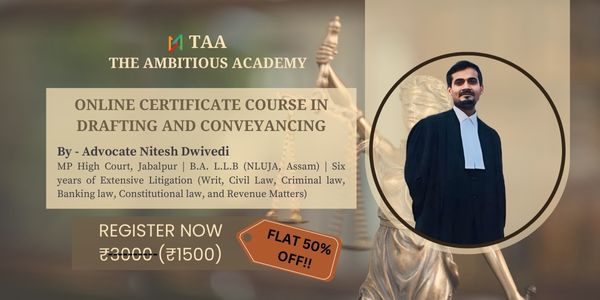 TAA
THE AMBITIOUS ACADEMY
ONLINE CERTIFICATE COURSE IN
DRAFTING AND CONVEYANCING
By - Advocate Nitesh Dwivedi
MP High Court, Jabalpur | B.A. L.L.B (NLUJA, Assam) | Six
years of Extensive Litigation (Writ, Civil Law, Criminal law,
Banking law, Constitutional law, and Revenue Matters)
REGISTER NOW
₹3000 (₹1500)
FLAT 50%
OFF!!